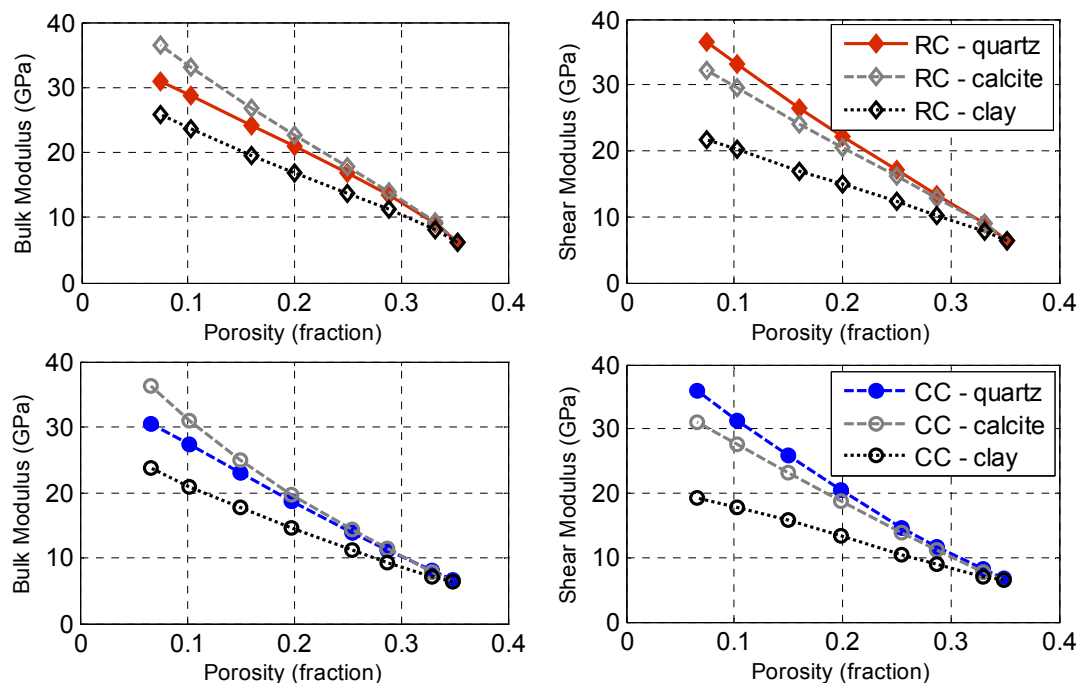 40
30
20
10
0
Bulk Modulus (GPa)
0
0.1
0.2
0.3
0.4
Porosity (fraction)
40
30
20
10
0
Shear Modulus (GPa)
0
0.1
0.2
0.3
0.4
Porosity (fraction)
RC - quartz
RC - calcite
RC - clay
40
30
20
10
0
Bulk Modulus (GPa)
0
0.1
0.2
0.3
0.4
Porosity (fraction)
40
30
20
10
0
Shear Modulus (GPa)
0
0.1
0.2
0.3
0.4
Porosity (fraction)
CC - quartz
CC - calcite
CC - clay